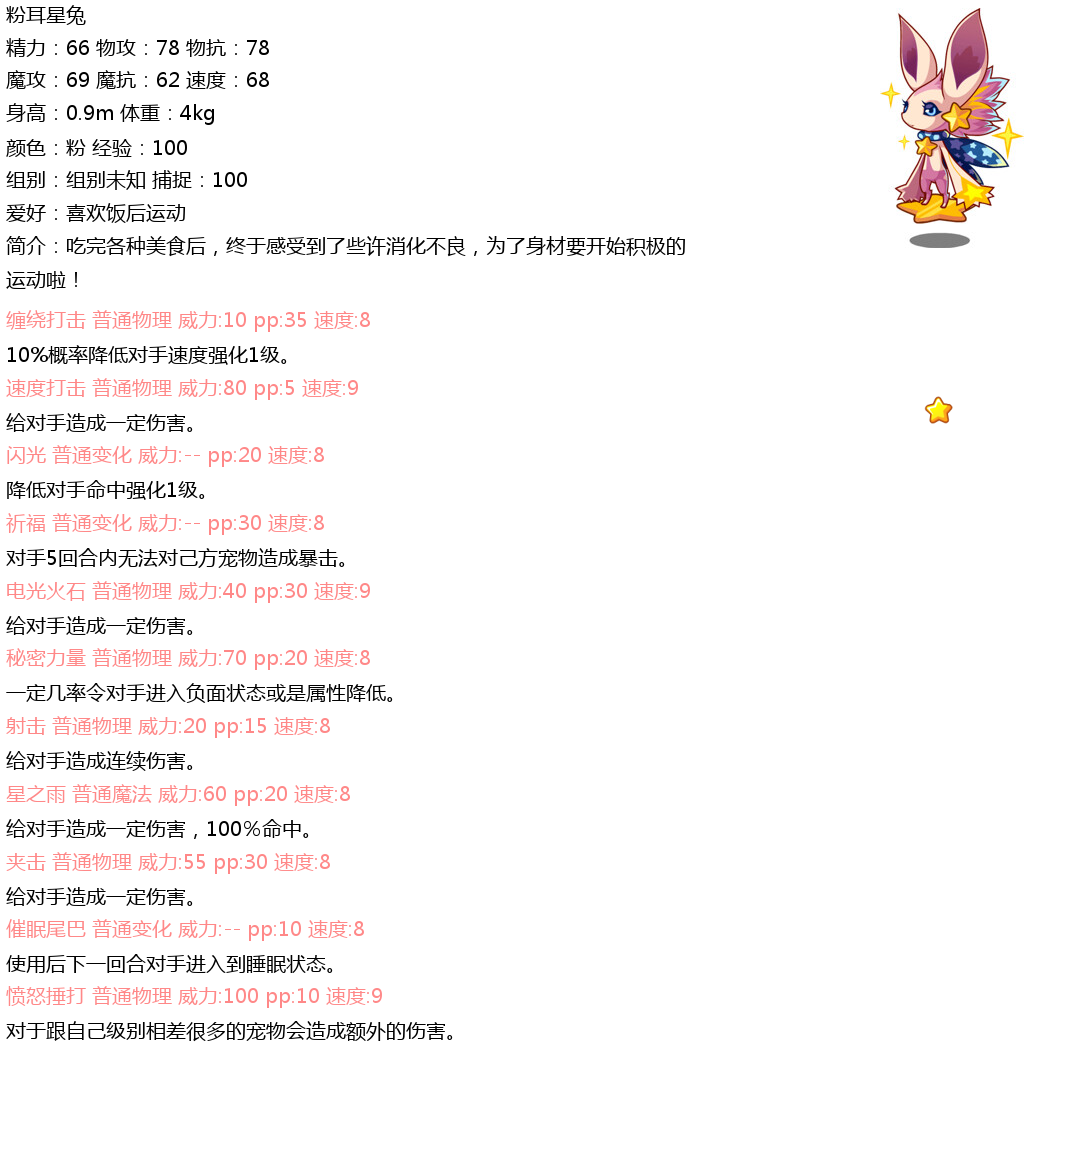 粉耳星兔
精力：66 物攻：78 物抗：78
魔攻：69 魔抗：62 速度：68
身高：0.9m 体重：4kg
颜色：粉 经验：100
组别：组别未知 捕捉：100
爱好：喜欢饭后运动
简介：吃完各种美食后，终于感受到了些许消化不良，为了身材要开始积极的
运动啦！
缠绕打击 普通物理 威力:10 pp:35 速度:8
10%概率降低对手速度强化1级。
速度打击 普通物理 威力:80 pp:5 速度:9
给对手造成一定伤害。
闪光 普通变化 威力:-- pp:20 速度:8
降低对手命中强化1级。
祈福 普通变化 威力:-- pp:30 速度:8
对手5回合内无法对己方宠物造成暴击。
电光火石 普通物理 威力:40 pp:30 速度:9
给对手造成一定伤害。
秘密力量 普通物理 威力:70 pp:20 速度:8
一定几率令对手进入负面状态或是属性降低。
射击 普通物理 威力:20 pp:15 速度:8
给对手造成连续伤害。
星之雨 普通魔法 威力:60 pp:20 速度:8
给对手造成一定伤害，100%命中。
夹击 普通物理 威力:55 pp:30 速度:8
给对手造成一定伤害。
催眠尾巴 普通变化 威力:-- pp:10 速度:8
使用后下一回合对手进入到睡眠状态。
愤怒捶打 普通物理 威力:100 pp:10 速度:9
对于跟自己级别相差很多的宠物会造成额外的伤害。